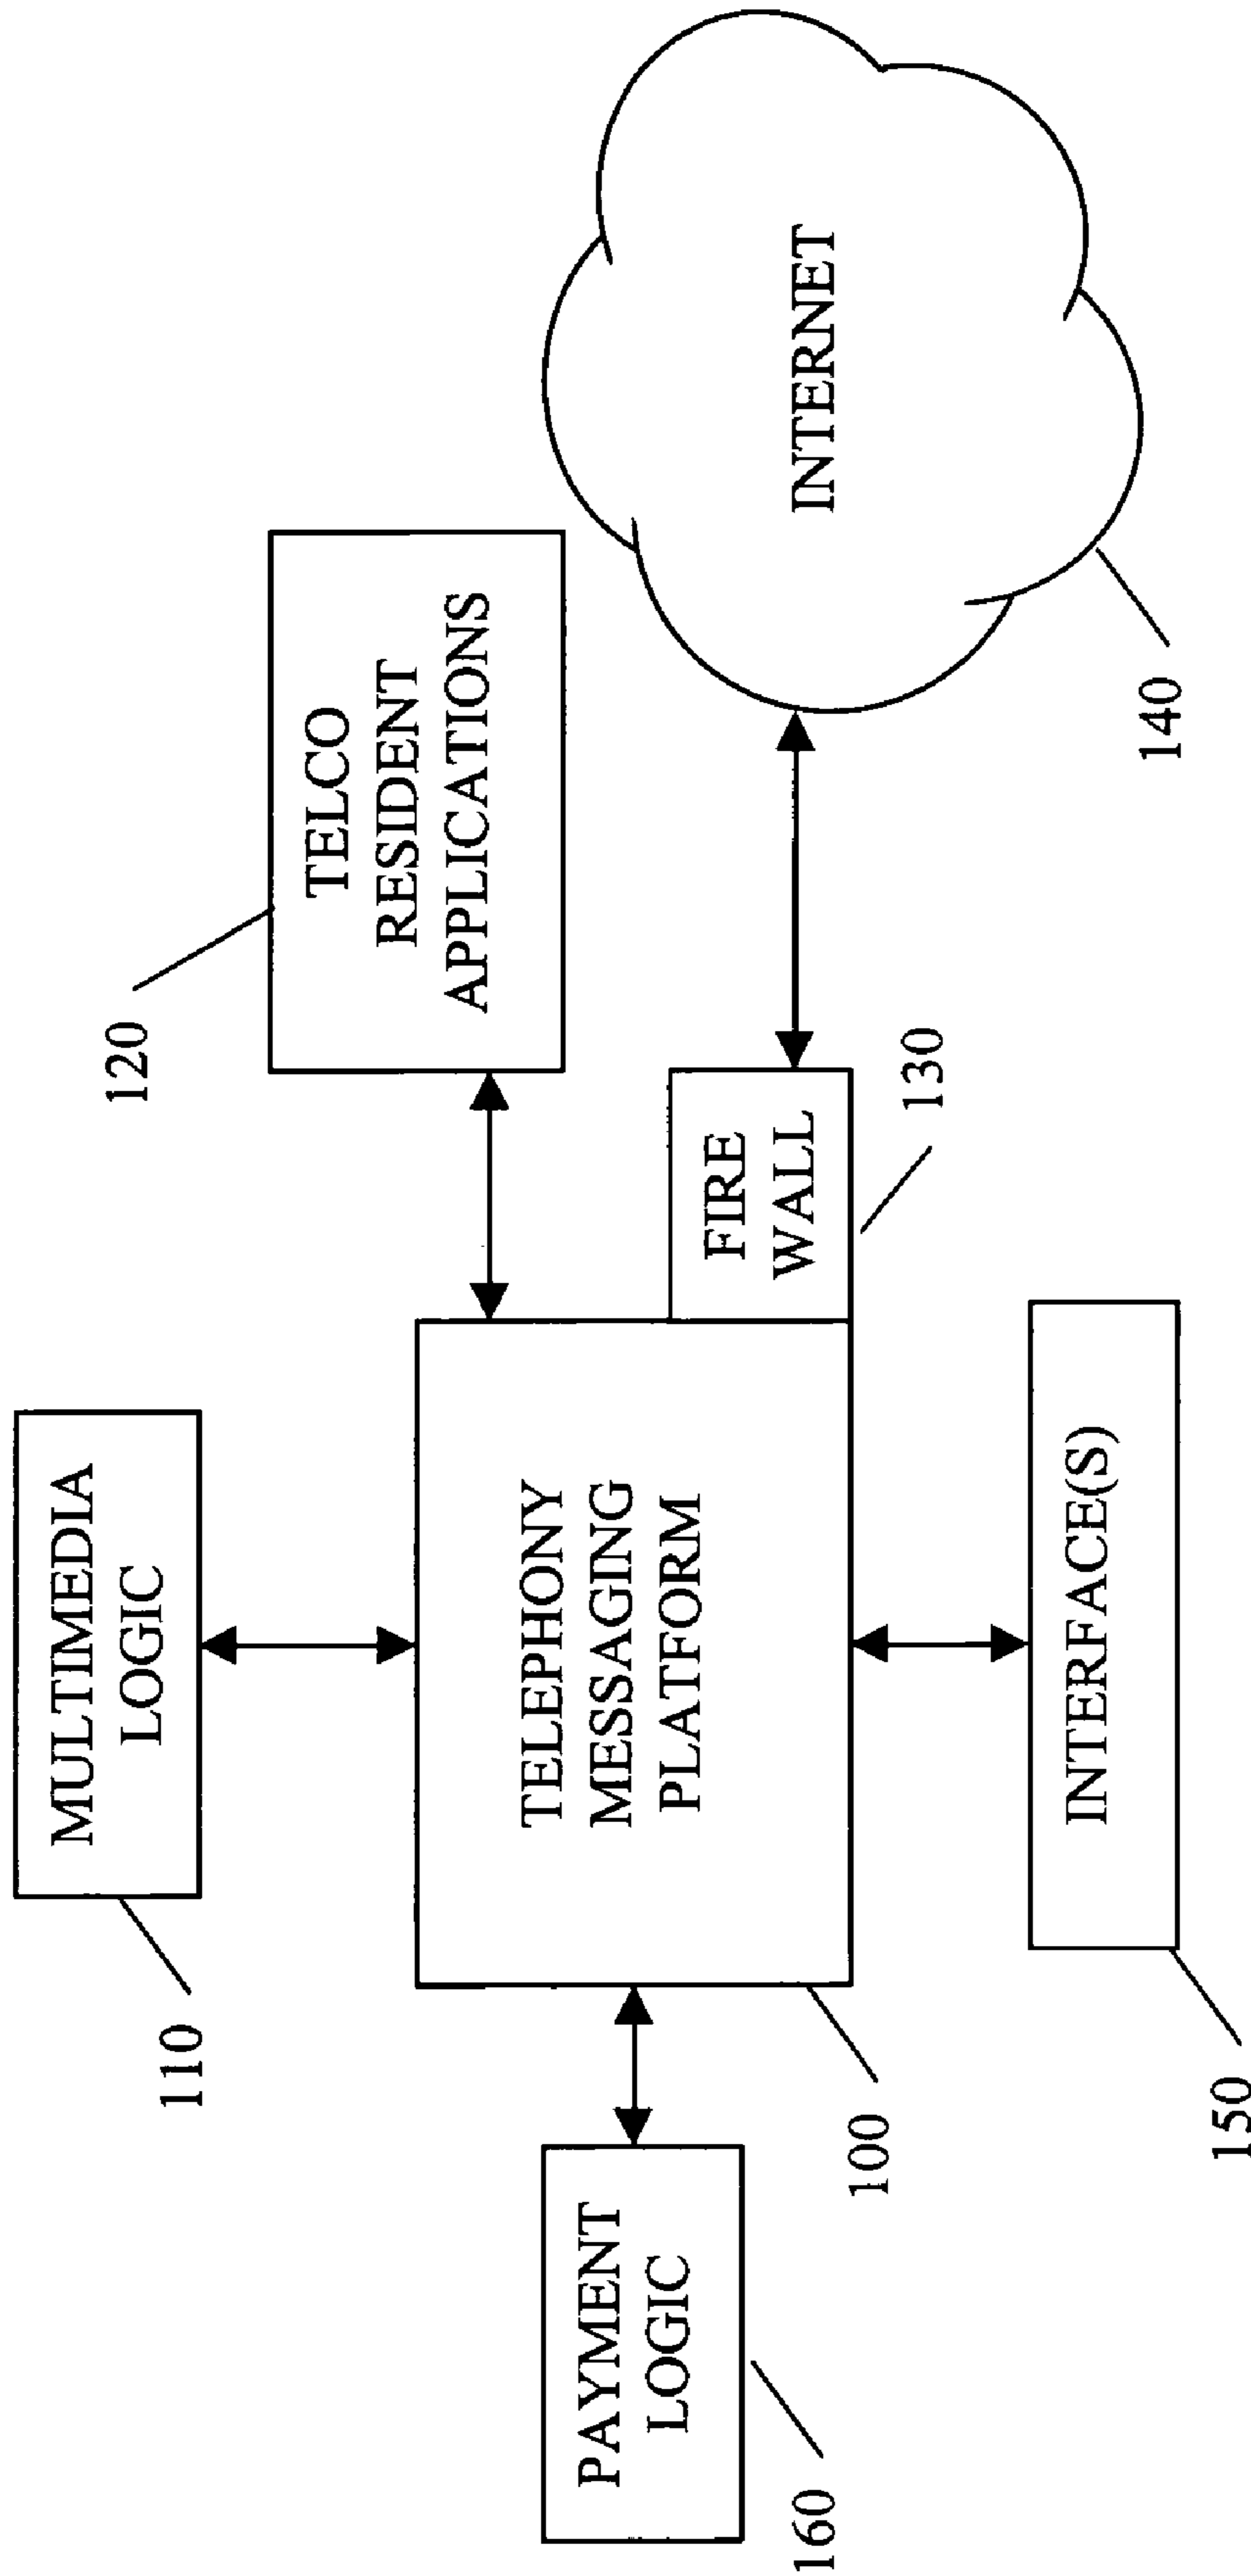 MULTIMEDIA
LOGIC
110
120
TELCO
RESIDENT
APPLICATIONS
PAYMENT
LOGIC
160
TELEPHONY
MESSAGING
PLATFORM
100
FIRE
WALL
130
INTERNET
140
INTERFACE(S)
150